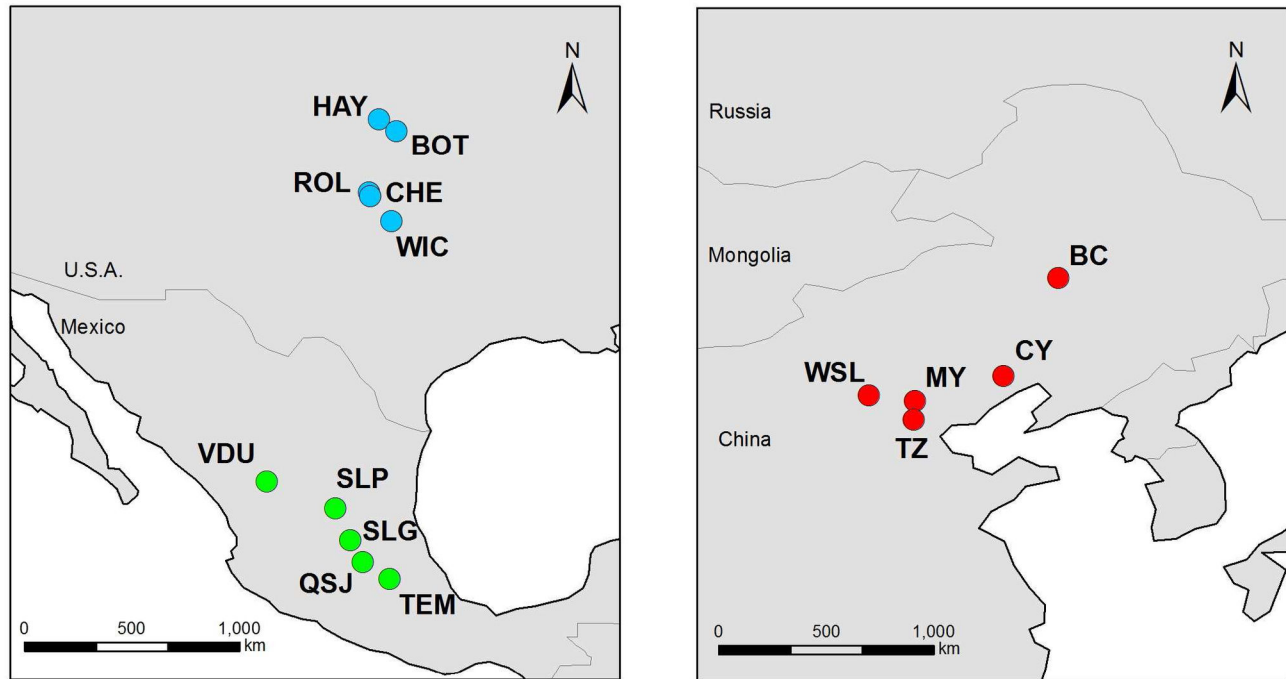 N
HAY
BOT
ROL
CHE
WIC
U.S.A.
Mexico
VDU
SLP
SLG
QSJ
TEM
0 500 1,000
km
N
Russia
Mongolia
BC
CY
WSL
MY
China
TZ
0 500 1,000
km